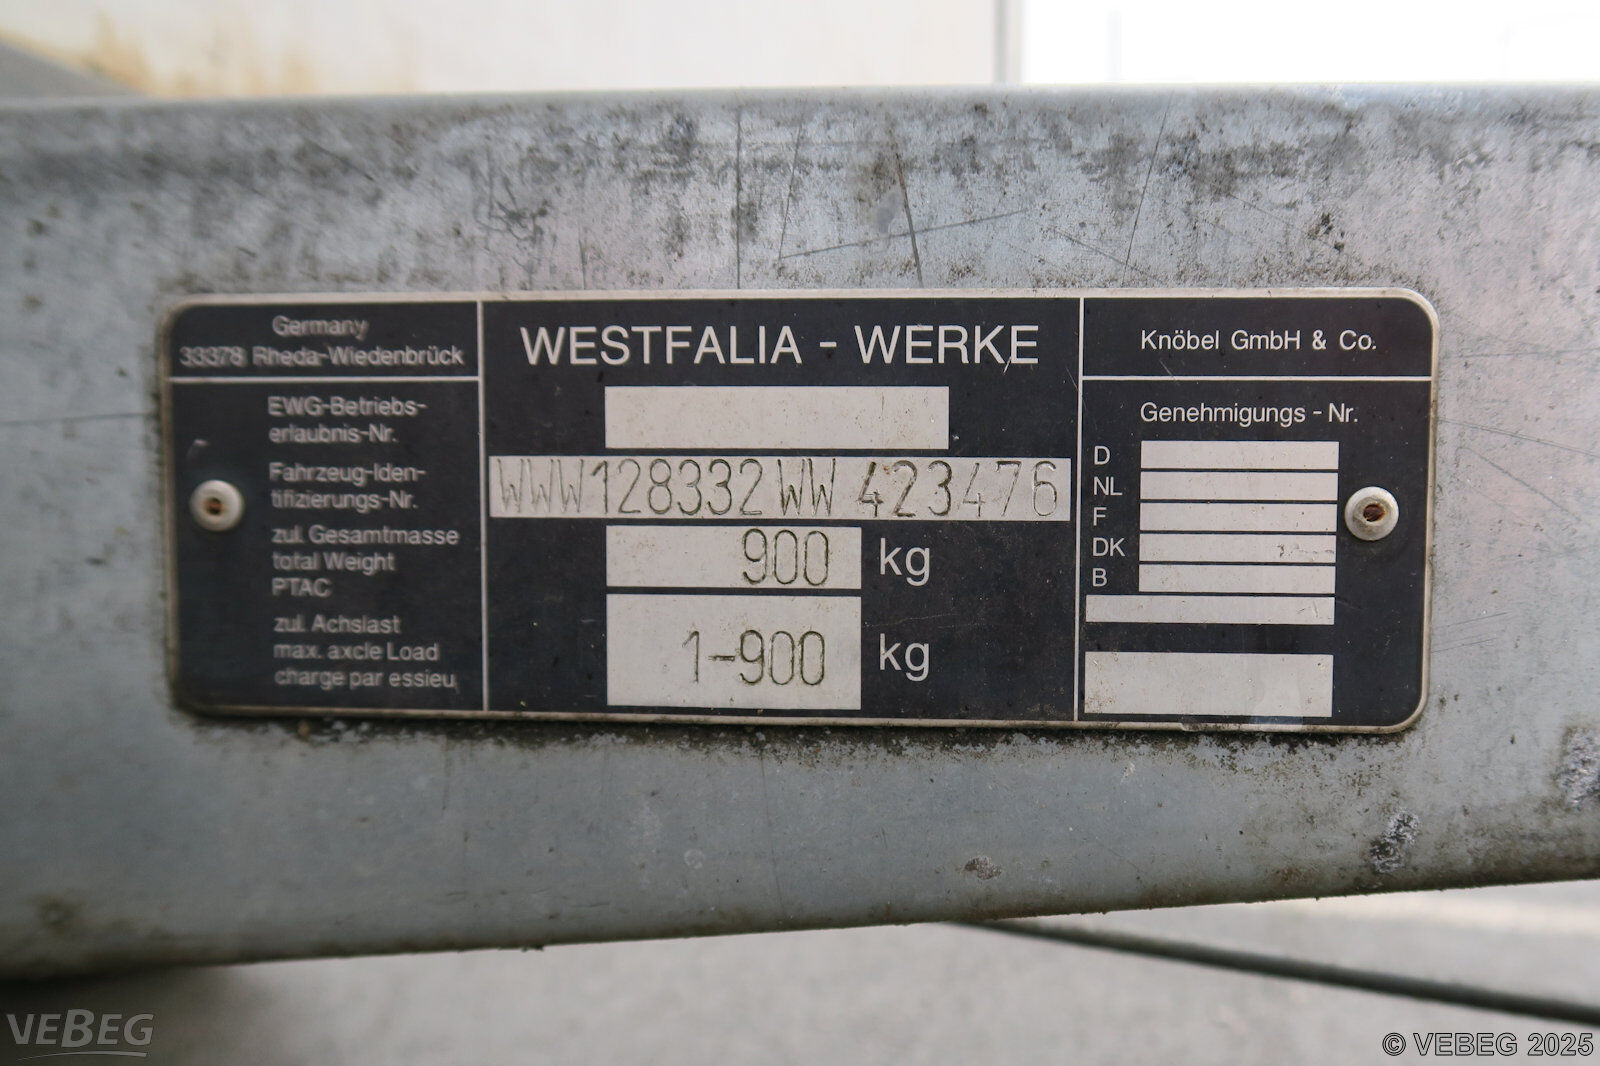 Germany
33378 Rheda-Wiedenbrück
EWG-Betriebs-
erlaubnis-Nr.
Fahrzeug-Iden-
tifizierungs-Nr.
zul. Gesamtmasse
total Weight
PTAC
zul. Achslast
max. axcle Load
charge par essieu
WESTFALIA - WERKE
WWW128332WW423476
900 kg
1-900 kg
Knöbel GmbH & Co.
Genehmigungs - Nr.
D
NL
F
DK
B
VEBEG
© VEBEG 2025